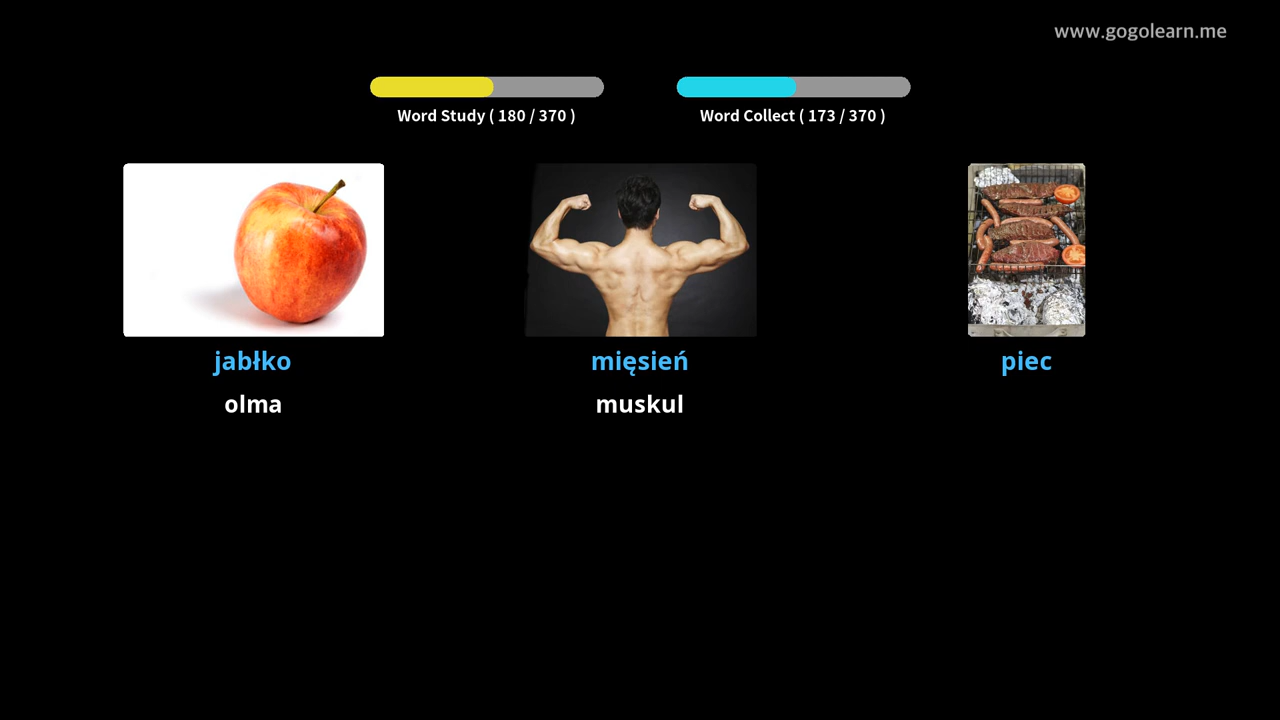 www.gogolearn.me
Word Study ( 180 / 370 )
Word Collect ( 173 / 370 )
jabłko
mięsień
piec
olma
muskul